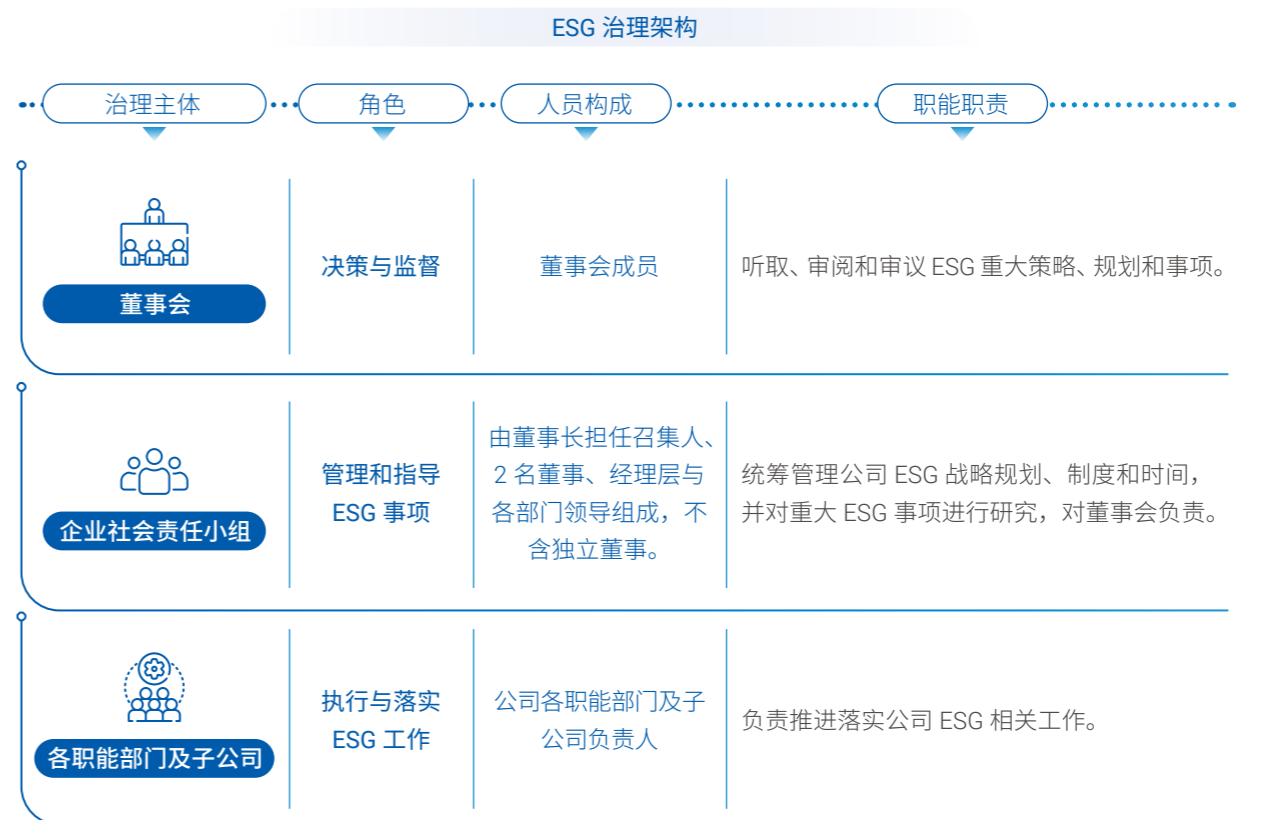 ESG 治理架构
治理主体
角色
人员构成
职能职责
董事会
决策与监督
董事会成员
听取、审阅和审议 ESG 重大策略、规划和事项。
企业社会责任小组
管理和指导
ESG 事项
由董事长担任召集人、
2 名董事、经理层与
各部门领导组成，不
含独立董事。
统筹管理公司 ESG 战略规划、制度和时间，
并对重大 ESG 事项进行研究，对董事会负责。
各职能部门及子公司
执行与落实
ESG 工作
公司各职能部门及子
公司负责人
负责推进落实公司 ESG 相关工作。